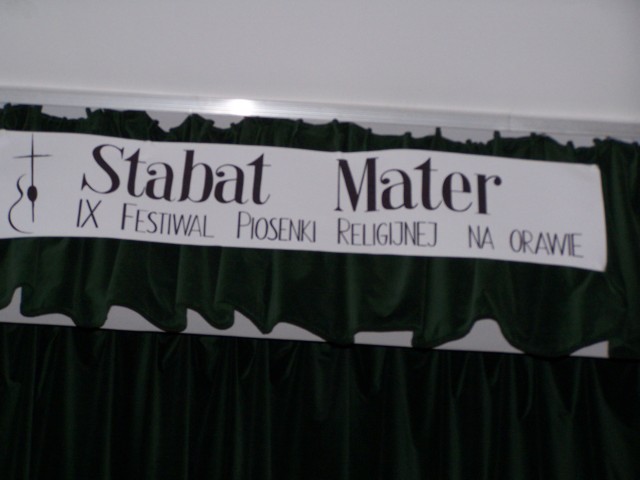 Stabat Mater
IX FESTIWAL PIOSENKI RELIGIJNEJ NA ORAWIE